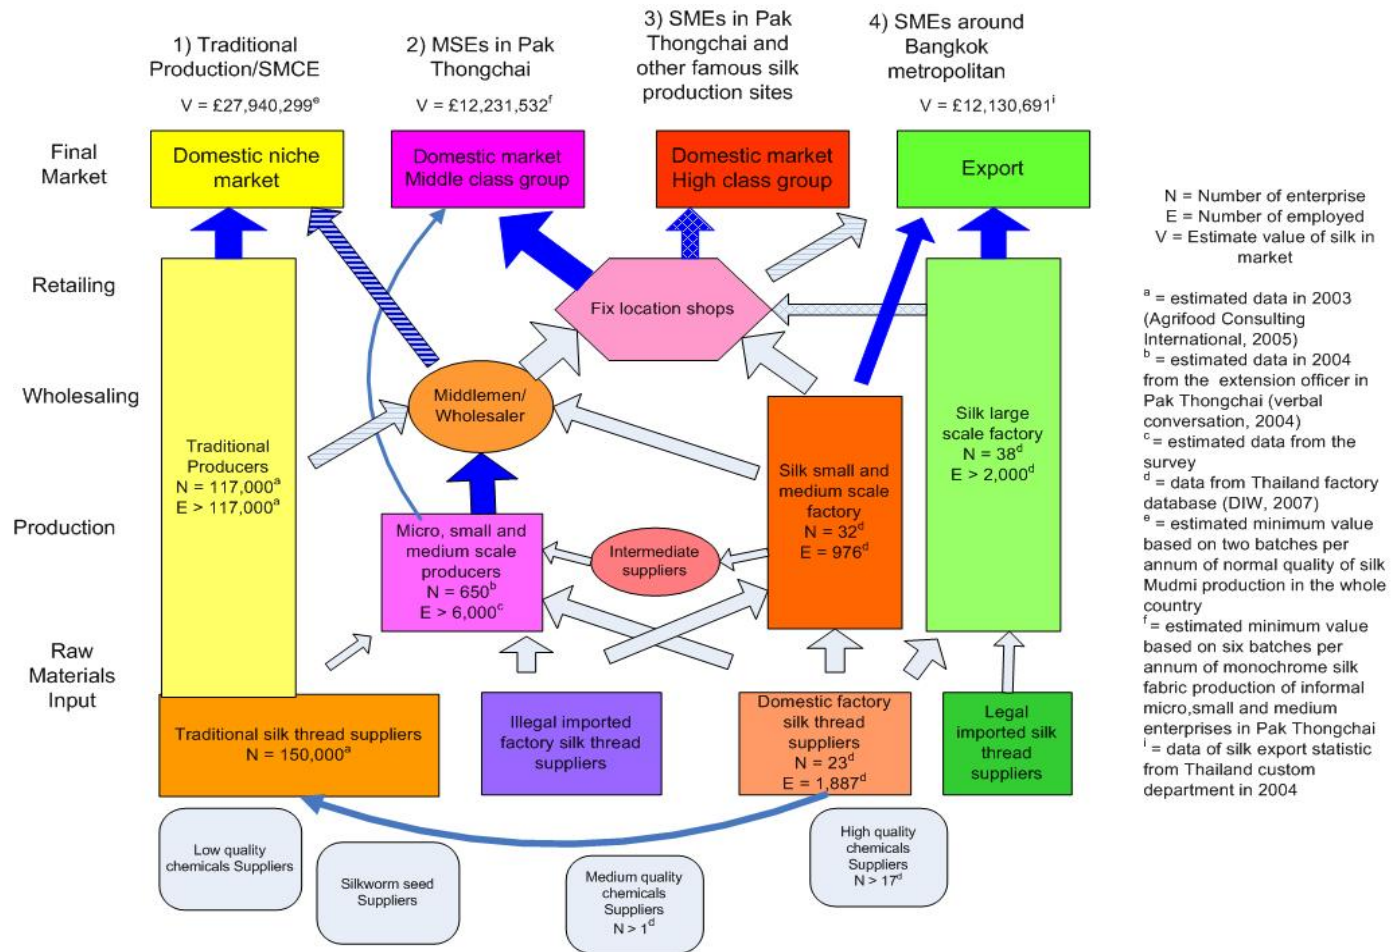 1) Traditional
Production/SMCE
V = £27,940,299e
2) MSEs in Pak
Thongchai
V = £12,231,532f
3) SMEs in Pak
Thongchai and
other famous silk
production sites
4) SMEs around
Bangkok
metropolitan
V = £12,130,691i
Final
Market
Domestic niche
market
Domestic market
Middle class group
Domestic market
High class group
Export
Retailing
Fix location shops
Wholesaling
Middlemen/
Wholesaler
Traditional
Producers
N = 117,000a
E > 117,000a
Silk large
scale factory
N = 38d
E > 2,000d
Silk small and
medium scale
factory
N = 32d
E = 976d
Production
Micro, small and
medium scale
producers
N = 650b
E > 6,000c
Intermediate
suppliers
Raw
Materials
Input
Traditional silk thread suppliers
N = 150,000a
Illegal imported
factory silk thread
suppliers
Domestic factory
silk thread
suppliers
N = 23d
E = 1,887d
Legal
imported silk
thread
suppliers
Low quality
chemicals Suppliers
Silkworm seed
Suppliers
Medium quality
chemicals
Suppliers
N > 1d
High quality
chemicals
Suppliers
N > 17d
N = Number of enterprise
E = Number of employed
V = Estimate value of silk in
market
a = estimated data in 2003
(Agrifood Consulting
International, 2005)
b = estimated data in 2004
from the extension officer in
Pak Thongchai (verbal
conversation, 2004)
c = estimated data from the
survey
d = data from Thailand factory
database (DIW, 2007)
e = estimated minimum value
based on two batches per
annum of normal quality of silk
Mudmi production in the whole
country
f = estimated minimum value
based on six batches per
annum of monochrome silk
fabric production of informal
micro,small and medium
enterprises in Pak Thongchai
i = data of silk export statistic
from Thailand custom
department in 2004